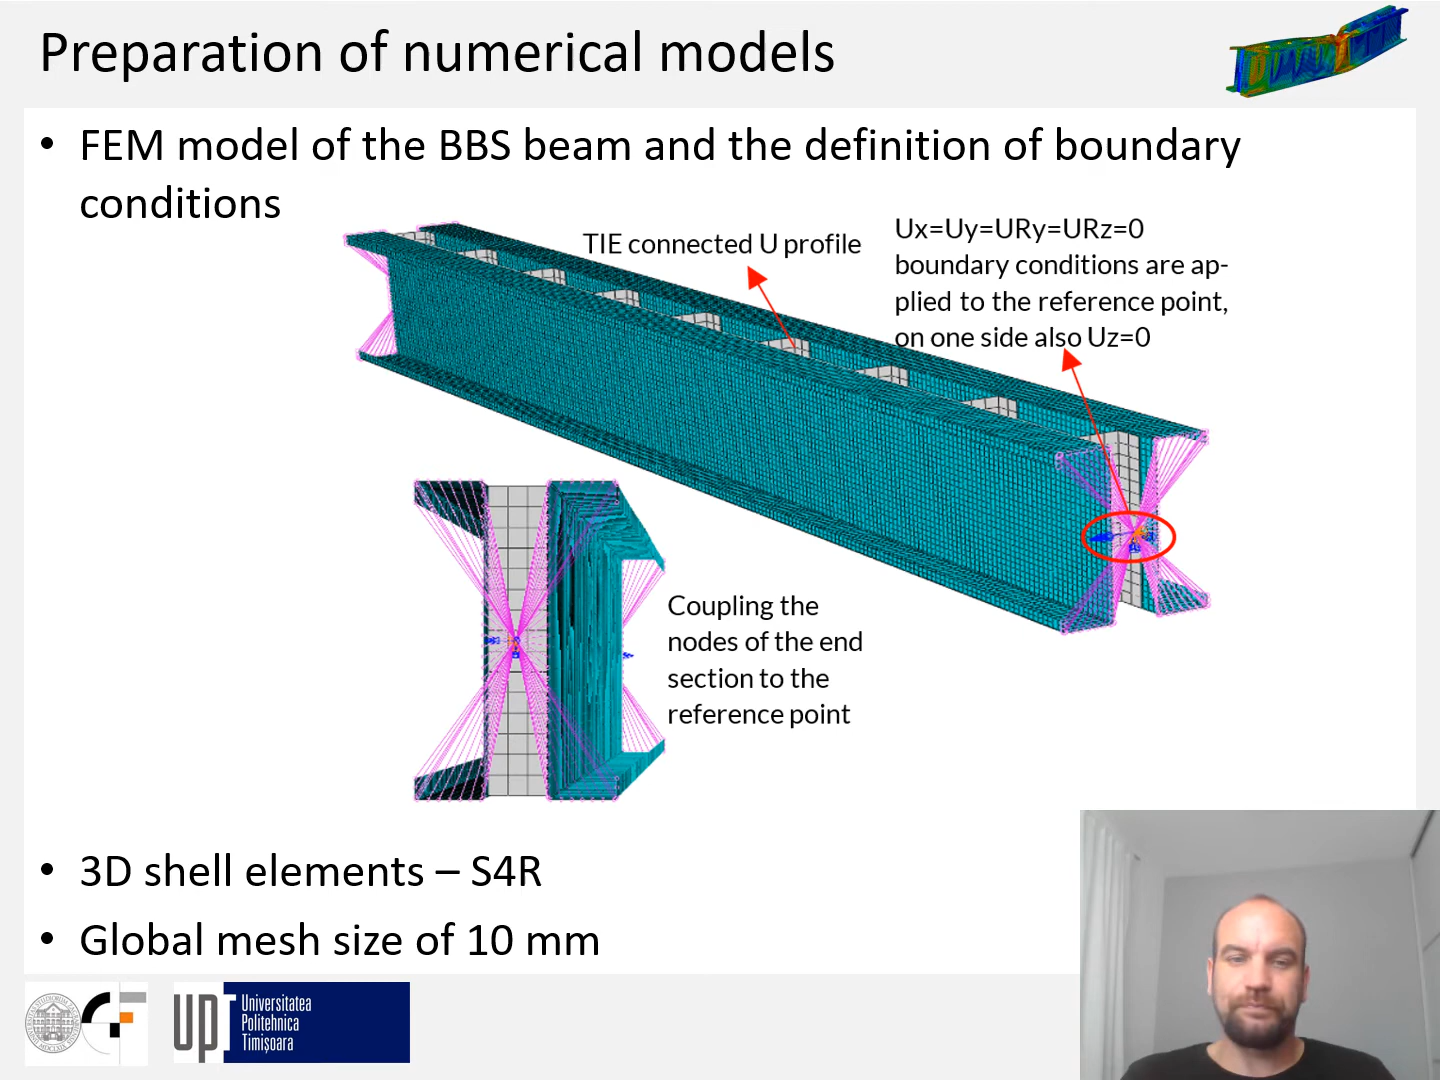 Preparation of numerical models
• FEM model of the BBS beam and the definition of boundary
conditions
TIE connected U profile
Ux=Uy=URy=URz=0
boundary conditions are ap-
plied to the reference point,
on one side also Uz=0
Coupling the
nodes of the end
section to the
reference point
• 3D shell elements – S4R
• Global mesh size of 10 mm
UPT
Universitatea
Politehnica
Timișoara